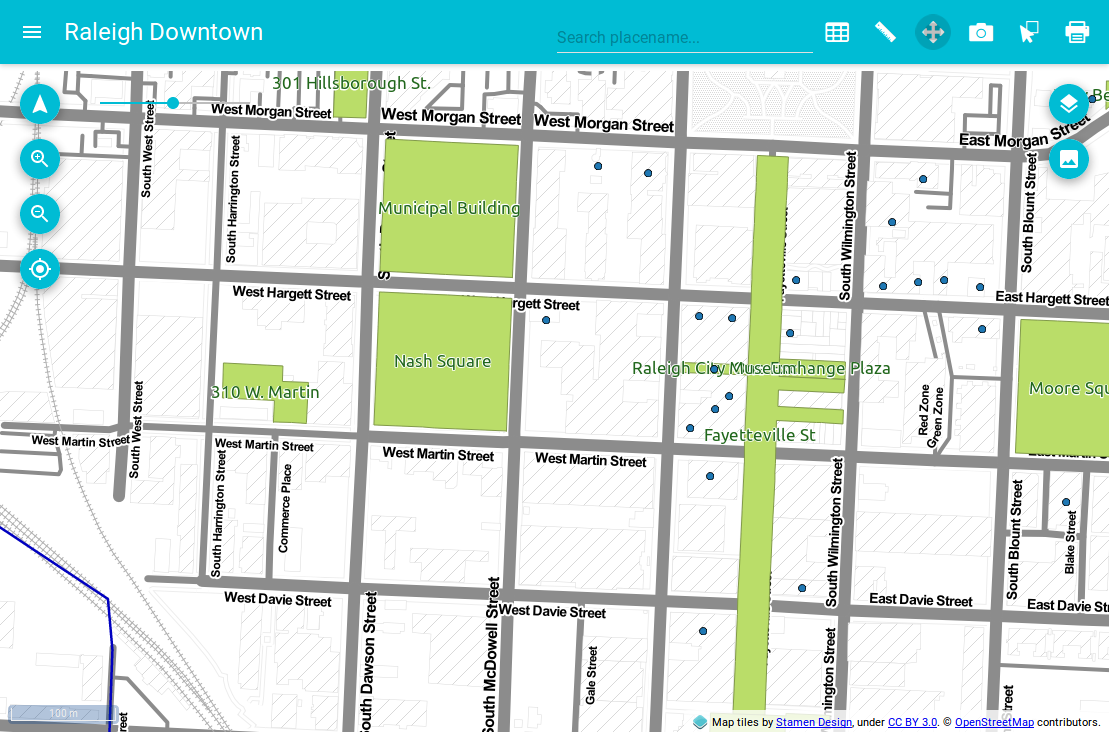 Raleigh Downtown
Search placename...
301 Hillsborough St.
West Morgan Street
West Morgan Street
West Morgan Street
East Morgan Street
South West Street
South Harrington Street
Municipal Building
South Wilmington Street
South Blount Street
West Hargett Street
rgett Street
East Hargett Street
Nash Square
310 W. Martin
Raleigh City Museum
Exchange Plaza
Moore Squ
Red Zone
Green Zone
Fayetteville St
South West Street
West Martin Street
West Martin Street
West Martin Street
West Martin Street
South Harrington Street
Commerce Place
South Wilmington Street
South Blount Street
Blake Street
West Davie Street
West Davie Street
East Davie Street
East Davie Str
South Dawson Street
South McDowell Street
Gale Street
mington Street
Street
100 m
Map tiles by Stamen Design, under CC BY 3.0. © OpenStreetMap contributors.